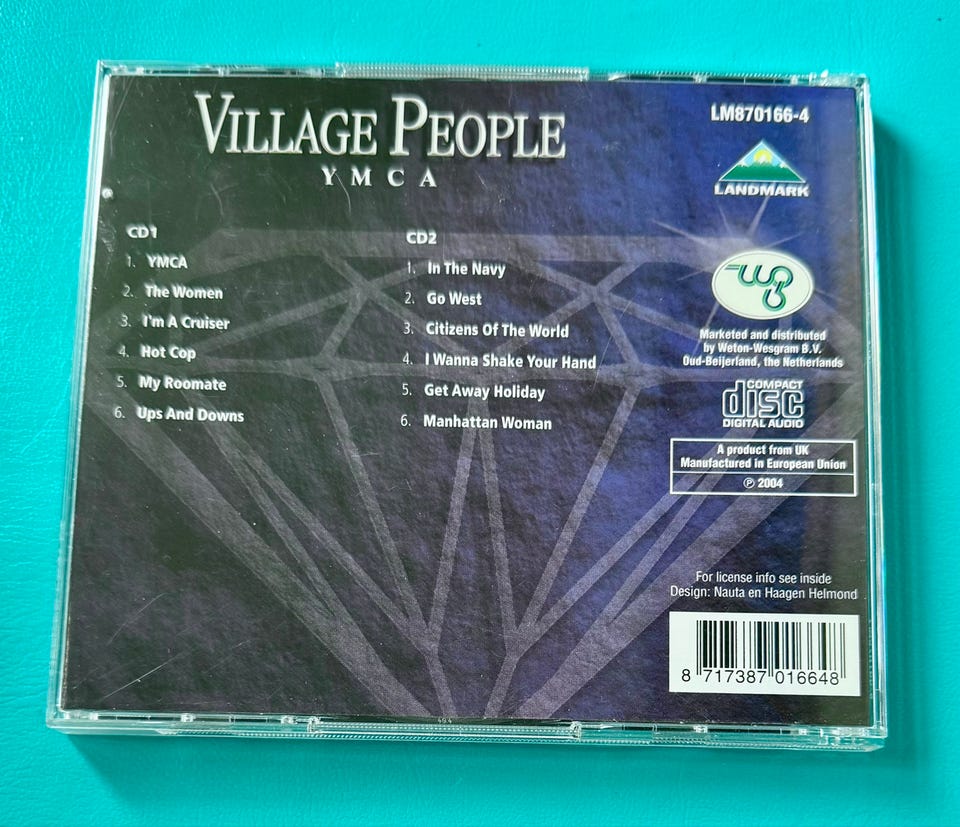 VILLAGE PEOPLE
YMCA
CD1
1. YMCA
2. The Women
3. I'm A Cruiser
4. Hot Cop
5. My Roomate
6. Ups And Downs
CD2
1. In The Navy
2. Go West
3. Citizens Of The World
4. I Wanna Shake Your Hand
5. Get Away Holiday
6. Manhattan Woman
LM870166-4
LANDMARK
Marketed and distributed
by Weton-Wesgram B.V.
Oud-Beijerland, the Netherlands
COMPACT
disc
DIGITAL AUDIO
A product from UK
Manufactured in European Union
℗ 2004
For license info see inside
Design: Nauta en Haagen Helmond
8 717387 016648